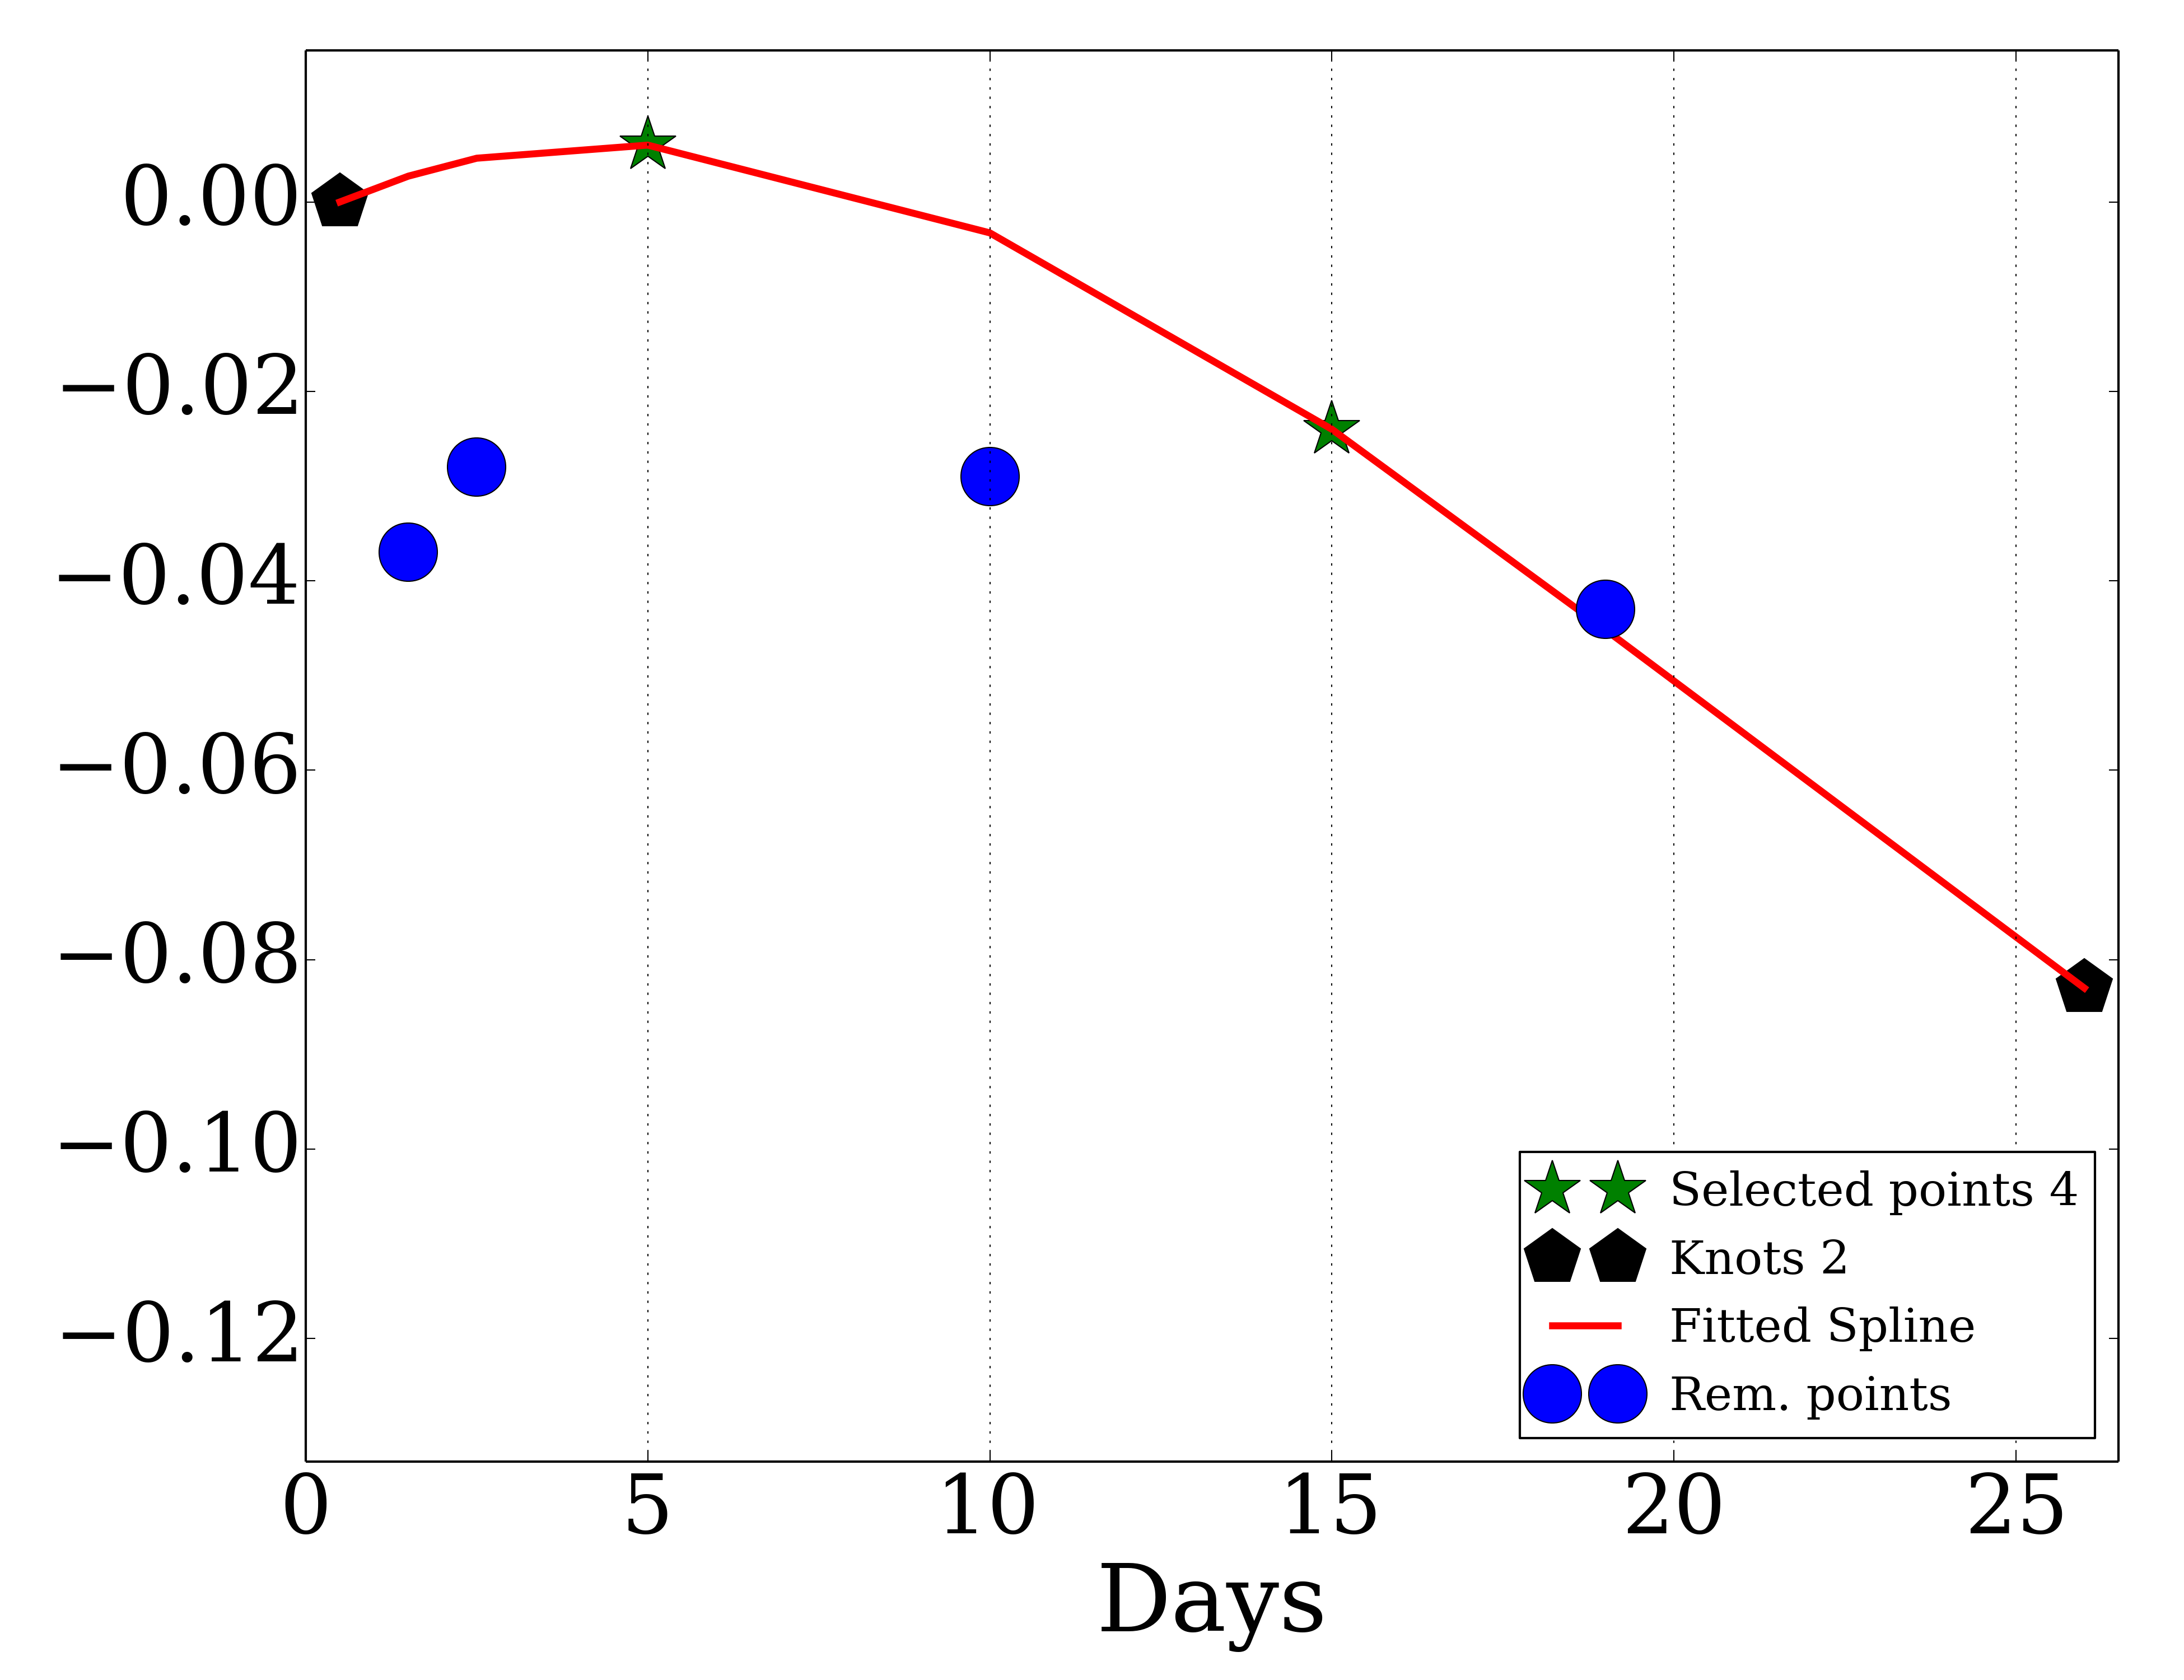 0.00
−0.02
−0.04
−0.06
−0.08
−0.10
−0.12
Selected points 4
Knots 2
Fitted Spline
Rem. points
0 5 10 15 20 25
Days